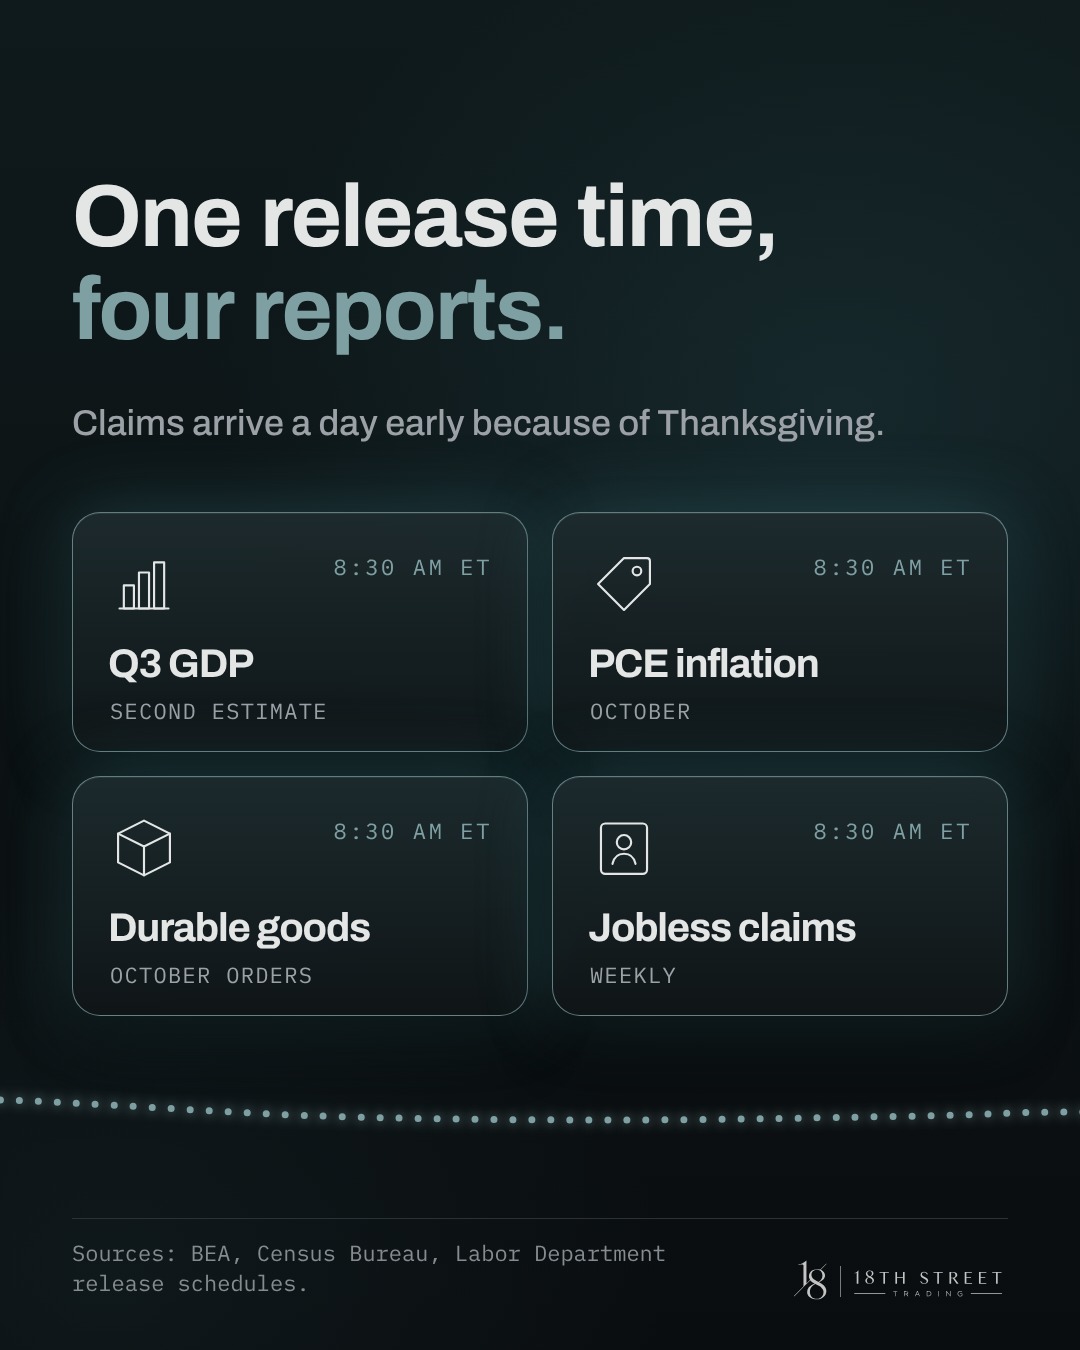 One release time,
four reports.
Claims arrive a day early because of Thanksgiving.
8:30 AM ET
Q3 GDP
SECOND ESTIMATE
8:30 AM ET
PCE inflation
OCTOBER
8:30 AM ET
Durable goods
OCTOBER ORDERS
8:30 AM ET
Jobless claims
WEEKLY
Sources: BEA, Census Bureau, Labor Department
release schedules.
18
18TH STREET
TRADING